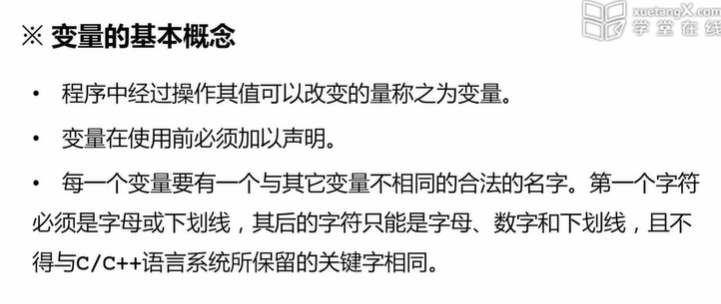 xuetangX.com
学堂在线
※ 变量的基本概念
• 程序中经过操作其值可以改变的量称之为变量。
• 变量在使用前必须加以声明。
• 每一个变量要有一个与其它变量不相同的合法的名字。第一个字符
必须是字母或下划线，其后的字符只能是字母、数字和下划线，且不
得与C/C++语言系统所保留的关键字相同。